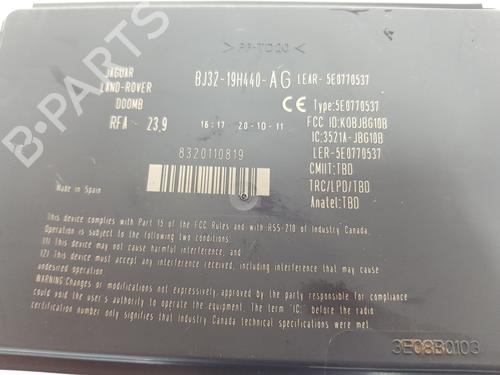 > PP-TD20 <
JAGUAR
LAND-ROVER
DDOMB
RFA - 23,9
BJ32-19H440-AG LEAR-5E0770537
16:17 20-10-11
8320110819
CE Type:5E0770537
FCC ID:KOBJBG10B
IC:3521A-JBG10B
LER-5E0770537
CMIIT:TBD
TRC/LPD/TBD
Anatel:TBD
Made in Spain
This device complies with Part 15 of the FCC Rules and with RSS-210 of Industry Canada.
Operation is subject to the following two conditions:
(1) This device may not cause harmful interference, and
(2) This device must accept any interference received, including interference that may cause
undesired operation
WARNING:Changes or modifications not expressively approved by the party responsible for compliance
could void the user s authority to operate the equipment. The term "IC:" before the radio
certification number only signifies that Industry Canada technical specifications were met.
3E08B0103